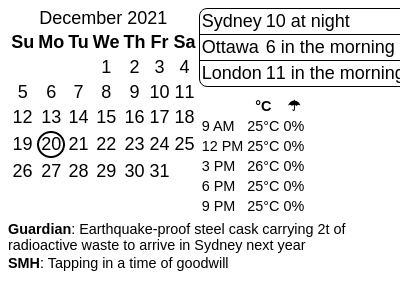 December 2021
Su Mo Tu We Th Fr Sa
1 2 3 4
5 6 7 8 9 10 11
12 13 14 15 16 17 18
19 20 21 22 23 24 25
26 27 28 29 30 31
Sydney 10 at night
Ottawa 6 in the morning
London 11 in the morning
°C ☂
9 AM 25°C 0%
12 PM 25°C 0%
3 PM 26°C 0%
6 PM 25°C 0%
9 PM 25°C 0%
Guardian: Earthquake-proof steel cask carrying 2t of
radioactive waste to arrive in Sydney next year
SMH: Tapping in a time of goodwill